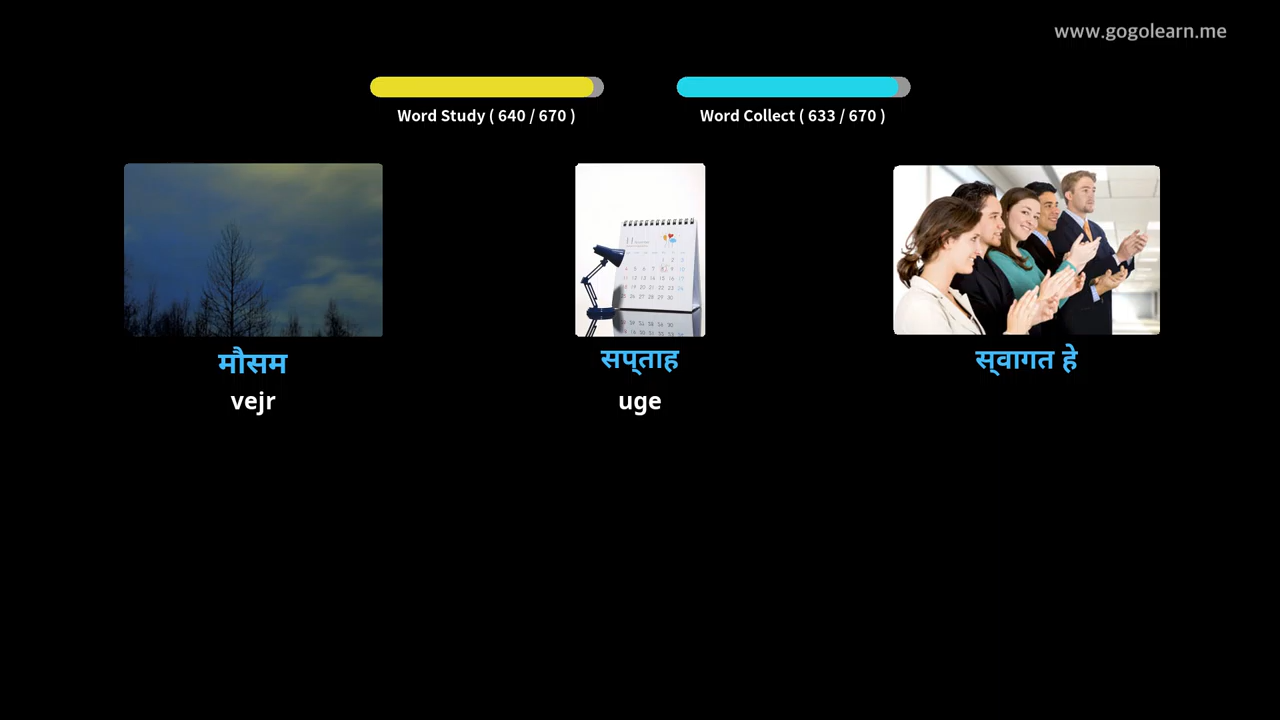 www.gogolearn.me
Word Study ( 640 / 670 )
Word Collect ( 633 / 670 )
मौसम
vejr
सप्ताह
uge
स्वागत हे